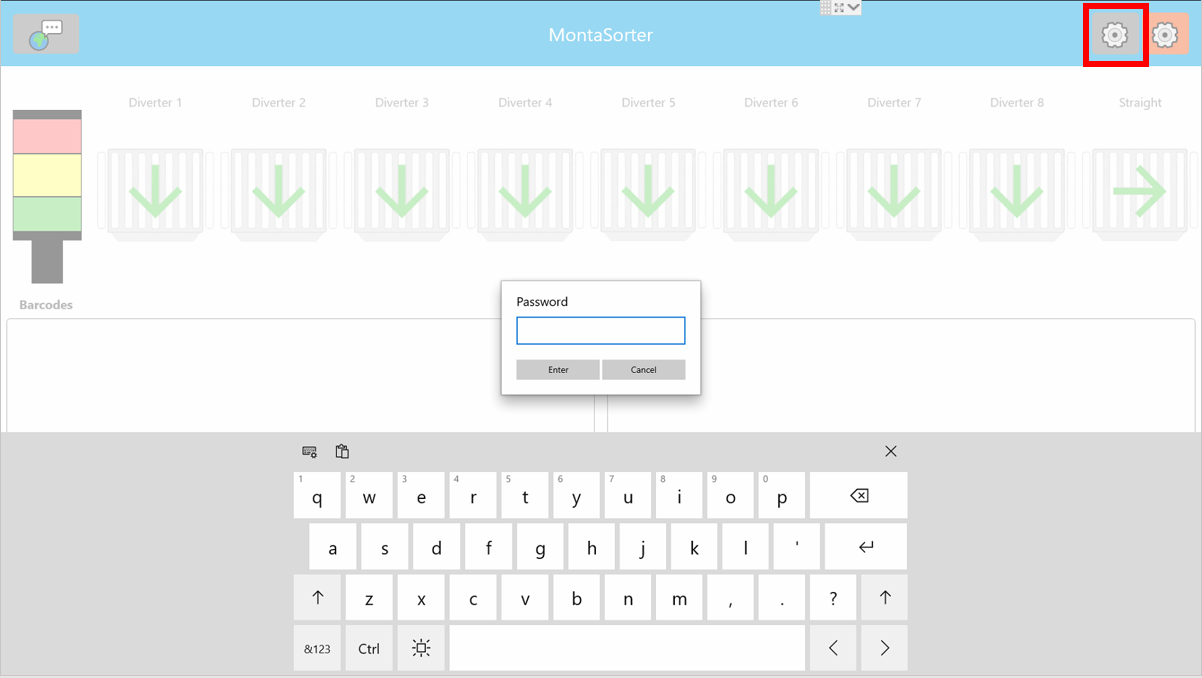 MontaSorter
Diverter 1 Diverter 2 Diverter 3 Diverter 4 Diverter 5 Diverter 6 Diverter 7 Diverter 8 Straight
Barcodes
Password
Enter Cancel
1 2 3 4 5 6 7 8 9 0
q w e r t y u i o p
a s d f g h j k l '
z x c v b n m , . ?
&123 Ctrl